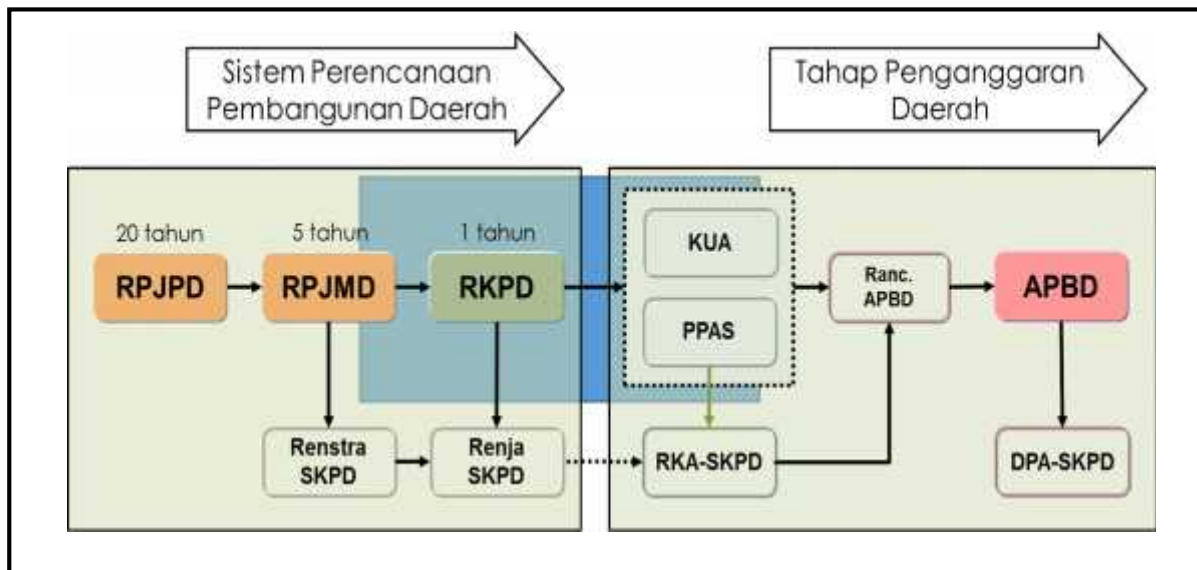 Sistem Perencanaan
Pembangunan Daerah
Tahap Penganggaran
Daerah
20 tahun
5 tahun
1 tahun
RPJPD
RPJMD
RKPD
KUA
PPAS
Ranc.
APBD
APBD
Renstra
SKPD
Renja
SKPD
RKA-SKPD
DPA-SKPD